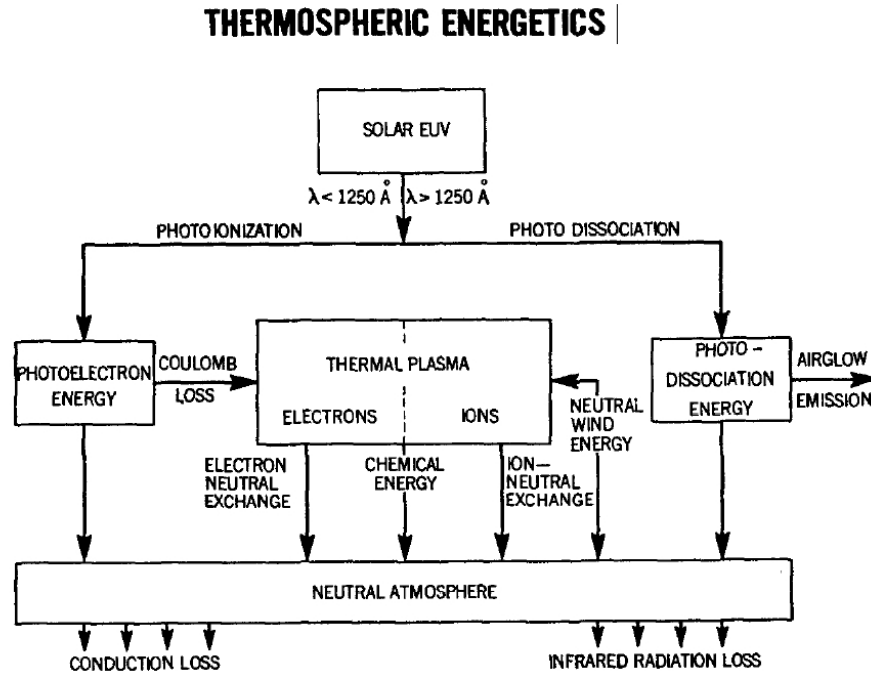 THERMOSPHERIC ENERGETICS
SOLAR EUV
λ< 1250 Å
λ> 1250 Å
PHOTOIONIZATION
PHOTO DISSOCIATION
PHOTOELECTRON
ENERGY
COULOMB
LOSS
THERMAL PLASMA
ELECTRONS
IONS
NEUTRAL
WIND
ENERGY
PHOTO -
DISSOCIATION
ENERGY
AIRGLOW
EMISSION
ELECTRON
NEUTRAL
EXCHANGE
CHEMICAL
ENERGY
ION—
NEUTRAL
EXCHANGE
NEUTRAL ATMOSPHERE
CONDUCTION LOSS
INFRARED RADIATION LOSS